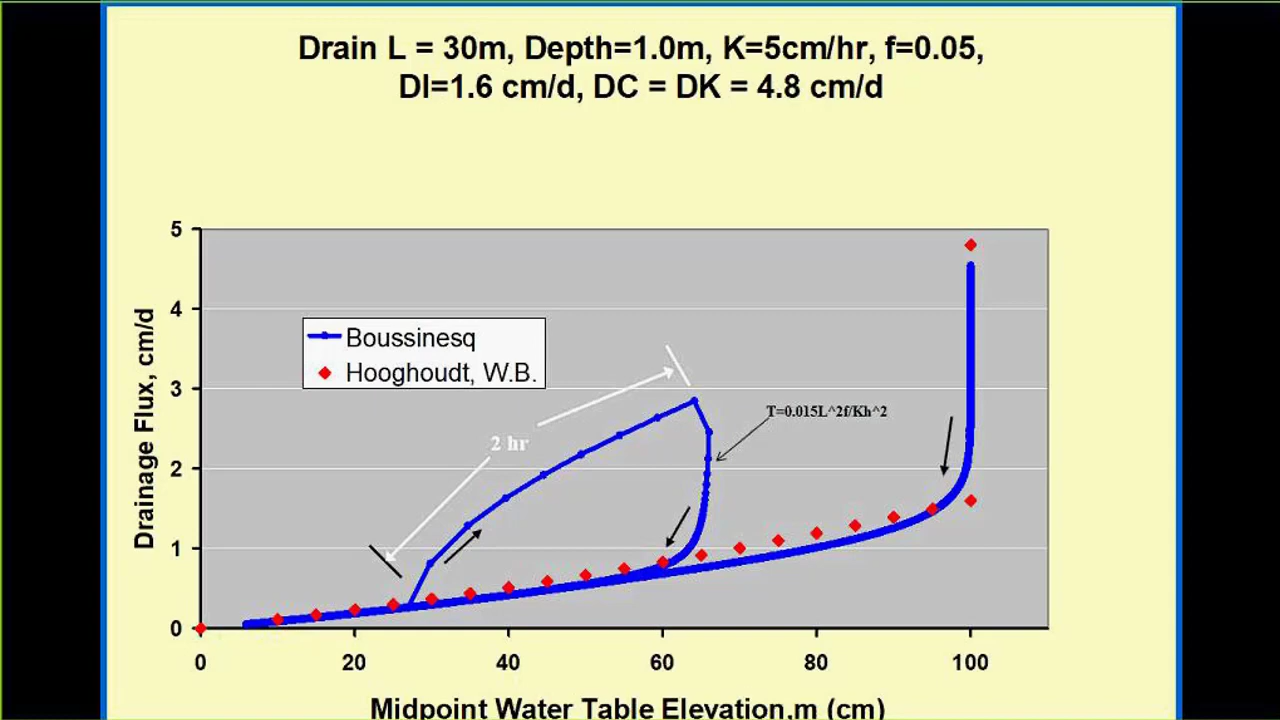 Drain L = 30m, Depth=1.0m, K=5cm/hr, f=0.05,
DI=1.6 cm/d, DC = DK = 4.8 cm/d
5
4
3
2
1
0
Drainage Flux, cm/d
Boussinesq
Hooghoudt, W.B.
T=0.015L^2f/Kh^2
2 hr
0 20 40 60 80 100
Midpoint Water Table Elevation,m (cm)